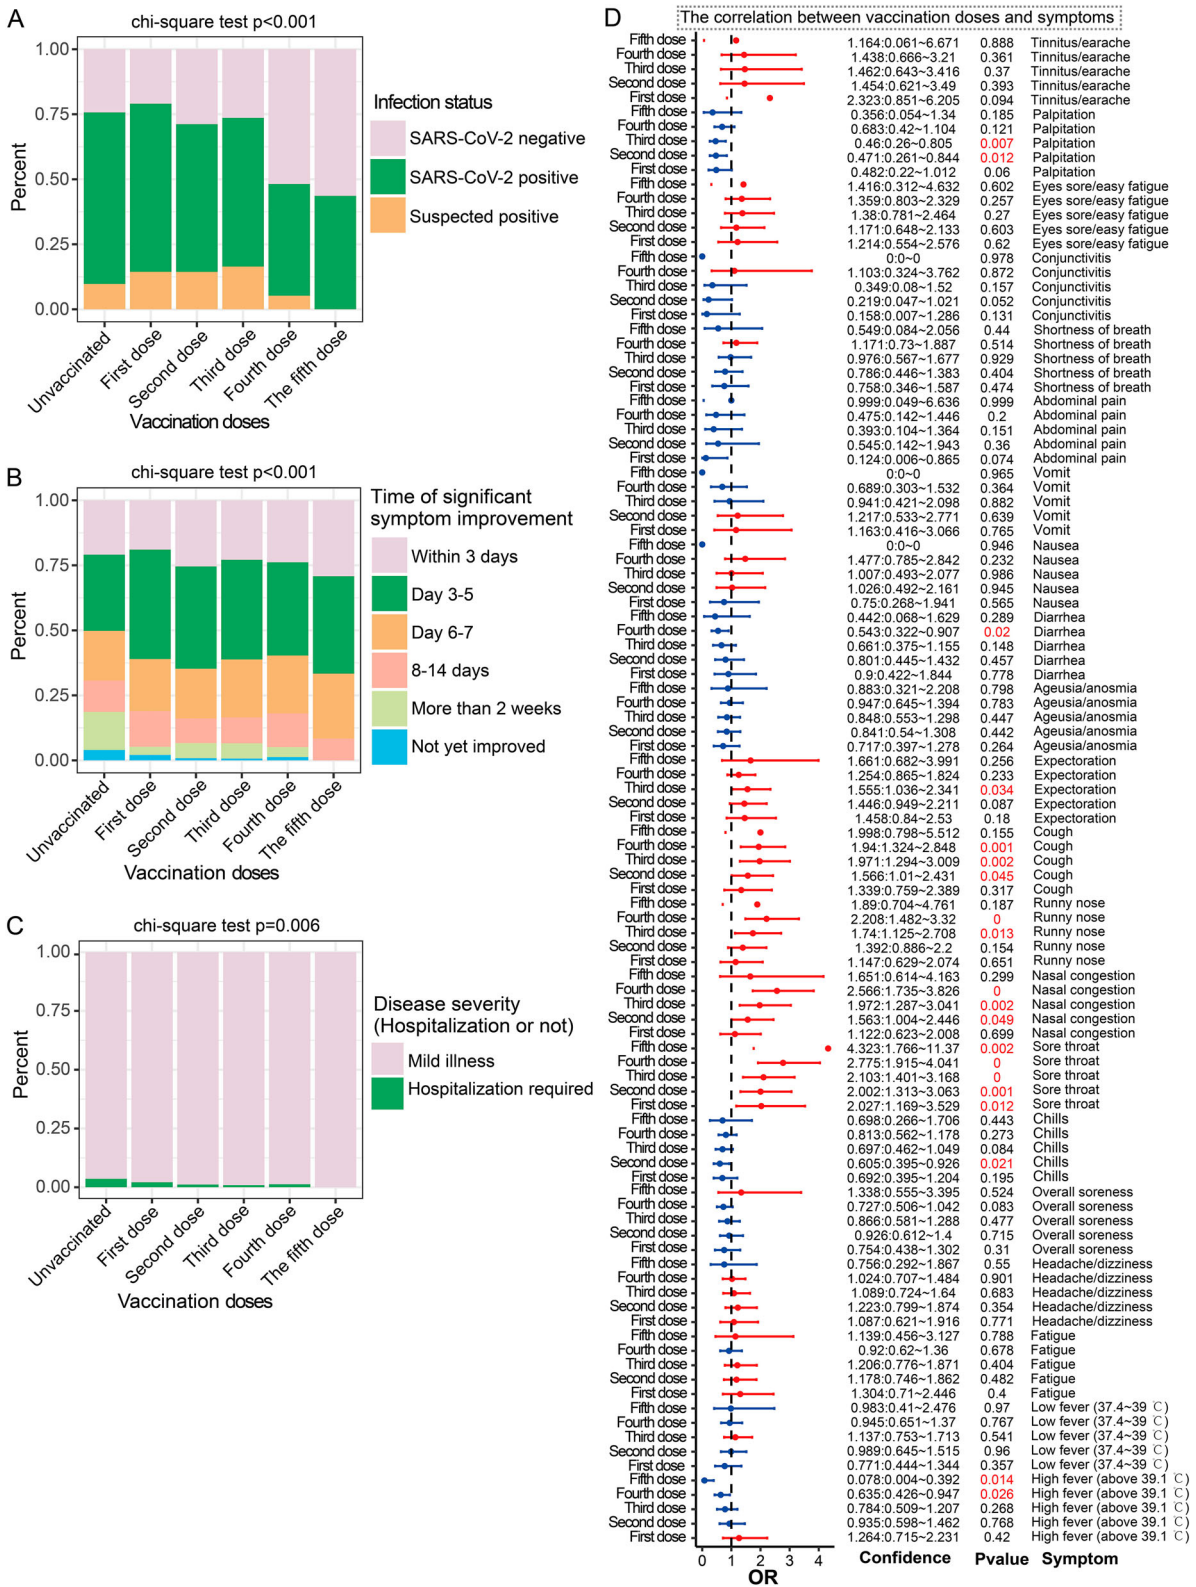 A
chi-square test p<0.001
1.00
0.75
0.50
0.25
0.00
Percent
Unvaccinated
First dose
Second dose
Third dose
Fourth dose
The fifth dose
Vaccination doses
Infection status
SARS-CoV-2 negative
SARS-CoV-2 positive
Suspected positive
B
chi-square test p<0.001
1.00
0.75
0.50
0.25
0.00
Percent
Unvaccinated
First dose
Second dose
Third dose
Fourth dose
The fifth dose
Vaccination doses
Time of significant
symptom improvement
Within 3 days
Day 3-5
Day 6-7
8-14 days
More than 2 weeks
Not yet improved
C
chi-square test p=0.006
1.00
0.75
0.50
0.25
0.00
Percent
Unvaccinated
First dose
Second dose
Third dose
Fourth dose
The fifth dose
Vaccination doses
Disease severity
(Hospitalization or not)
Mild illness
Hospitalization required
D
The correlation between vaccination doses and symptoms
Fifth dose 1.164:0.061~6.671 0.888 Tinnitus/earache
Fourth dose 1.438:0.666~3.21 0.361 Tinnitus/earache
Third dose 1.462:0.643~3.416 0.37 Tinnitus/earache
Second dose 1.454:0.621~3.49 0.393 Tinnitus/earache
First dose 2.323:0.851~6.205 0.094 Tinnitus/earache
Fifth dose 0.356:0.054~1.34 0.185 Palpitation
Fourth dose 0.683:0.42~1.104 0.121 Palpitation
Third dose 0.46:0.26~0.805 0.007 Palpitation
Second dose 0.471:0.261~0.844 0.012 Palpitation
First dose 0.482:0.22~1.012 0.06 Palpitation
Fifth dose 1.416:0.312~4.632 0.602 Eyes sore/easy fatigue
Fourth dose 1.359:0.803~2.329 0.257 Eyes sore/easy fatigue
Third dose 1.38:0.781~2.464 0.27 Eyes sore/easy fatigue
Second dose 1.171:0.648~2.133 0.603 Eyes sore/easy fatigue
First dose 1.214:0.554~2.576 0.62 Eyes sore/easy fatigue
Fifth dose 0:0~0 0.978 Conjunctivitis
Fourth dose 1.103:0.324~3.762 0.872 Conjunctivitis
Third dose 0.349:0.08~1.52 0.157 Conjunctivitis
Second dose 0.219:0.047~1.021 0.052 Conjunctivitis
First dose 0.158:0.007~1.286 0.131 Conjunctivitis
Fifth dose 0.549:0.084~2.056 0.44 Shortness of breath
Fourth dose 1.171:0.73~1.887 0.514 Shortness of breath
Third dose 0.976:0.567~1.677 0.929 Shortness of breath
Second dose 0.786:0.446~1.383 0.404 Shortness of breath
First dose 0.758:0.346~1.587 0.474 Shortness of breath
Fifth dose 0.999:0.049~6.636 0.999 Abdominal pain
Fourth dose 0.475:0.142~1.446 0.2 Abdominal pain
Third dose 0.393:0.104~1.364 0.151 Abdominal pain
Second dose 0.545:0.142~1.943 0.36 Abdominal pain
First dose 0.124:0.006~0.865 0.074 Abdominal pain
Fifth dose 0:0~0 0.965 Vomit
Fourth dose 0.689:0.303~1.532 0.364 Vomit
Third dose 0.941:0.421~2.098 0.882 Vomit
Second dose 1.217:0.533~2.771 0.639 Vomit
First dose 1.163:0.416~3.066 0.765 Vomit
Fifth dose 0:0~0 0.946 Nausea
Fourth dose 1.477:0.785~2.842 0.232 Nausea
Third dose 1.007:0.493~2.077 0.986 Nausea
Second dose 1.026:0.492~2.161 0.945 Nausea
First dose 0.75:0.268~1.941 0.565 Nausea
Fifth dose 0.442:0.068~1.629 0.289 Diarrhea
Fourth dose 0.543:0.322~0.907 0.02 Diarrhea
Third dose 0.661:0.375~1.155 0.148 Diarrhea
Second dose 0.801:0.445~1.432 0.457 Diarrhea
First dose 0.9:0.422~1.844 0.778 Diarrhea
Fifth dose 0.883:0.321~2.208 0.798 Ageusia/anosmia
Fourth dose 0.947:0.645~1.394 0.783 Ageusia/anosmia
Third dose 0.848:0.553~1.298 0.447 Ageusia/anosmia
Second dose 0.841:0.54~1.308 0.442 Ageusia/anosmia
First dose 0.717:0.397~1.278 0.264 Ageusia/anosmia
Fifth dose 1.661:0.682~3.991 0.256 Expectoration
Fourth dose 1.254:0.865~1.824 0.233 Expectoration
Third dose 1.555:1.036~2.341 0.034 Expectoration
Second dose 1.446:0.949~2.211 0.087 Expectoration
First dose 1.458:0.84~2.53 0.18 Expectoration
Fifth dose 1.998:0.798~5.512 0.155 Cough
Fourth dose 1.94:1.324~2.848 0.001 Cough
Third dose 1.971:1.294~3.009 0.002 Cough
Second dose 1.566:1.01~2.431 0.045 Cough
First dose 1.339:0.759~2.389 0.317 Cough
Fifth dose 1.89:0.704~4.761 0.187 Runny nose
Fourth dose 2.208:1.482~3.32 0 Runny nose
Third dose 1.74:1.125~2.708 0.013 Runny nose
Second dose 1.392:0.886~2.2 0.154 Runny nose
First dose 1.147:0.629~2.074 0.651 Runny nose
Fifth dose 1.651:0.614~4.163 0.299 Nasal congestion
Fourth dose 2.566:1.735~3.826 0 Nasal congestion
Third dose 1.972:1.287~3.041 0.002 Nasal congestion
Second dose 1.563:1.004~2.446 0.049 Nasal congestion
First dose 1.122:0.623~2.008 0.699 Nasal congestion
Fifth dose 4.323:1.766~11.37 0.002 Sore throat
Fourth dose 2.775:1.915~4.041 0 Sore throat
Third dose 2.103:1.401~3.168 0 Sore throat
Second dose 2.002:1.313~3.063 0.001 Sore throat
First dose 2.027:1.169~3.529 0.012 Sore throat
Fifth dose 0.698:0.266~1.706 0.443 Chills
Fourth dose 0.813:0.562~1.178 0.273 Chills
Third dose 0.697:0.462~1.049 0.084 Chills
Second dose 0.605:0.395~0.926 0.021 Chills
First dose 0.692:0.395~1.204 0.195 Chills
Fifth dose 1.338:0.555~3.395 0.524 Overall soreness
Fourth dose 0.727:0.506~1.042 0.083 Overall soreness
Third dose 0.866:0.581~1.288 0.477 Overall soreness
Second dose 0.926:0.612~1.4 0.715 Overall soreness
First dose 0.754:0.438~1.302 0.31 Overall soreness
Fifth dose 0.756:0.292~1.867 0.55 Headache/dizziness
Fourth dose 1.024:0.707~1.484 0.901 Headache/dizziness
Third dose 1.089:0.724~1.64 0.683 Headache/dizziness
Second dose 1.223:0.799~1.874 0.354 Headache/dizziness
First dose 1.087:0.621~1.916 0.771 Headache/dizziness
Fifth dose 1.139:0.456~3.127 0.788 Fatigue
Fourth dose 0.92:0.62~1.36 0.678 Fatigue
Third dose 1.206:0.776~1.871 0.404 Fatigue
Second dose 1.178:0.746~1.862 0.482 Fatigue
First dose 1.304:0.71~2.446 0.4 Fatigue
Fifth dose 0.983:0.41~2.476 0.97 Low fever (37.4~39 ℃)
Fourth dose 0.945:0.651~1.37 0.767 Low fever (37.4~39 ℃)
Third dose 1.137:0.753~1.713 0.541 Low fever (37.4~39 ℃)
Second dose 0.989:0.645~1.515 0.96 Low fever (37.4~39 ℃)
First dose 0.771:0.444~1.344 0.357 Low fever (37.4~39 ℃)
Fifth dose 0.078:0.004~0.392 0.014 High fever (above 39.1 ℃)
Fourth dose 0.635:0.426~0.947 0.026 High fever (above 39.1 ℃)
Third dose 0.784:0.509~1.207 0.268 High fever (above 39.1 ℃)
Second dose 0.935:0.598~1.462 0.768 High fever (above 39.1 ℃)
First dose 1.264:0.715~2.231 0.42 High fever (above 39.1 ℃)
0 1 2 3 4 Confidence Pvalue Symptom
OR